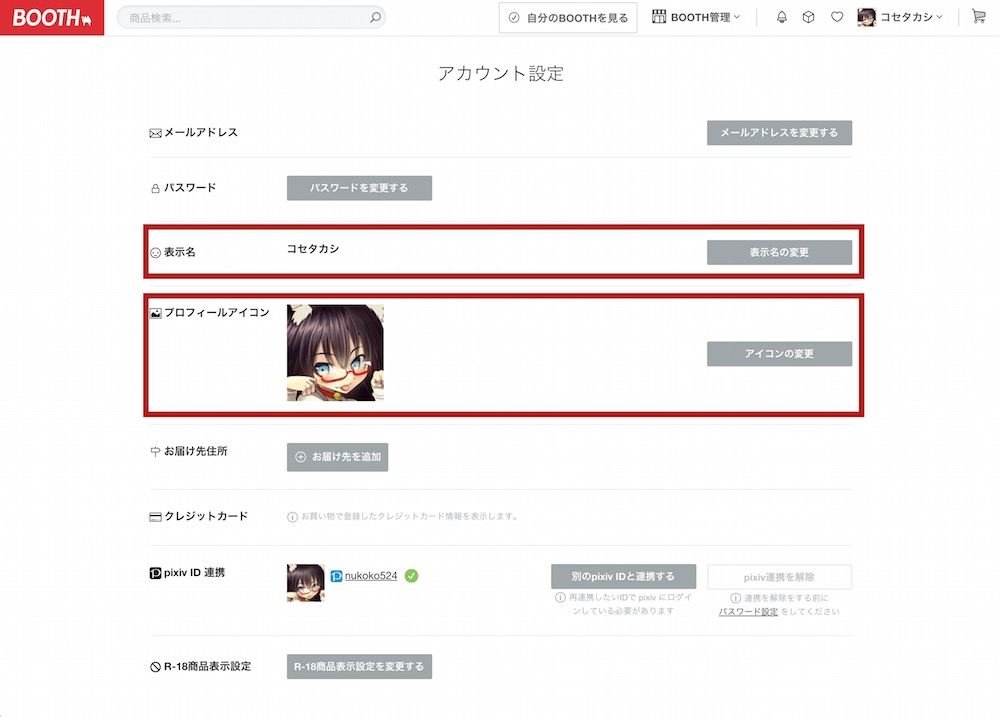 BOOTH
商品検索...
自分のBOOTHを見る
BOOTH管理
コセタカシ
アカウント設定
メールアドレス
メールアドレスを変更する
パスワード
パスワードを変更する
表示名
コセタカシ
表示名の変更
プロフィールアイコン
アイコンの変更
お届け先住所
お届け先を追加
クレジットカード
お買い物で登録したクレジットカード情報を表示します。
pixiv ID 連携
nukoko524
別のpixiv IDと連携する
再連携したいIDで pixiv にログイ
ンしている必要があります
pixiv連携を解除
連携を解除をする前に
パスワード設定 をしてください
R-18商品表示設定
R-18商品表示設定を変更する